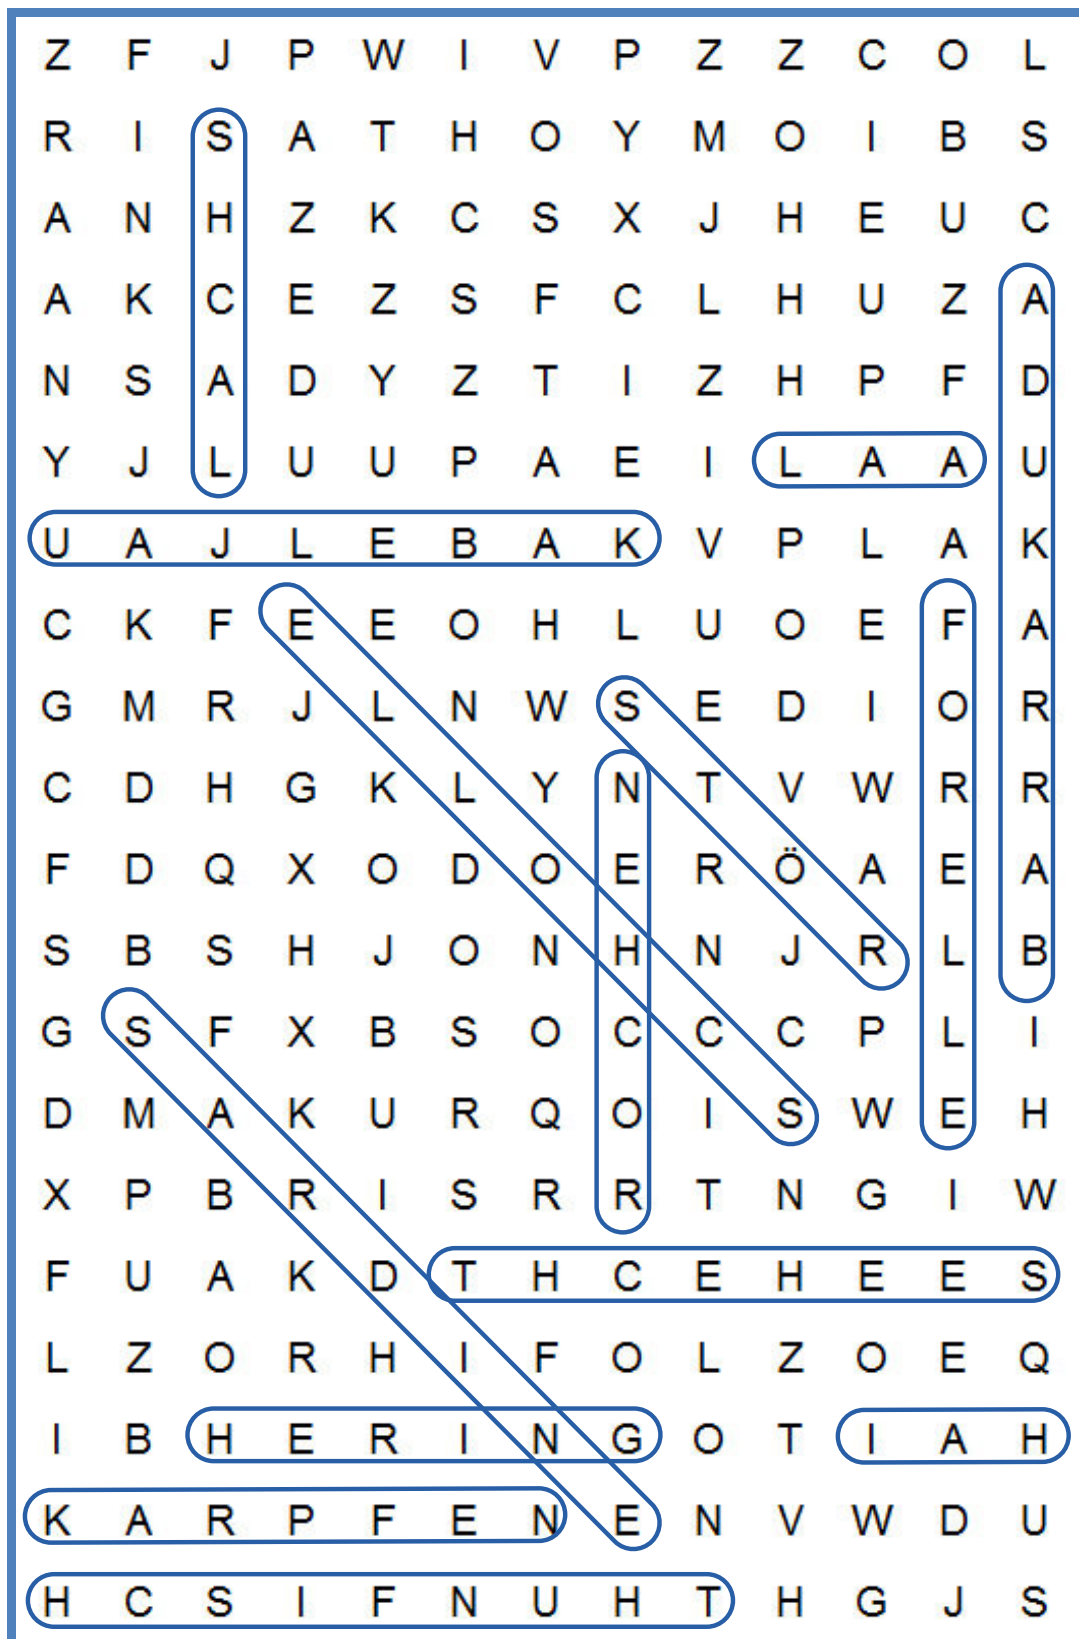 Z F J P W I V P Z Z C O L
R I S A T H O Y M O I B S
A N H Z K C S X J H E U C
A K C E Z S F C L H U Z A
N S A D Y Z T I Z H P F D
Y J L U U P A E I L A A U
U A J L E B A K V P L A K
C K F E E O H L U O E F A
G M R J L N W S E D I O R
C D H G K L Y N T V W R R
F D Q X O D O E R Ö A E A
S B S H J O N H N J R L B
G S F X B S O C C C P L I
D M A K U R Q O I S W E H
X P B R I S R R T N G I W
F U A K D T H C E H E E S
L Z O R H I F O L Z O E Q
I B H E R I N G O T I A H
K A R P F E N E N V W D U
H C S I F N U H T H G J S